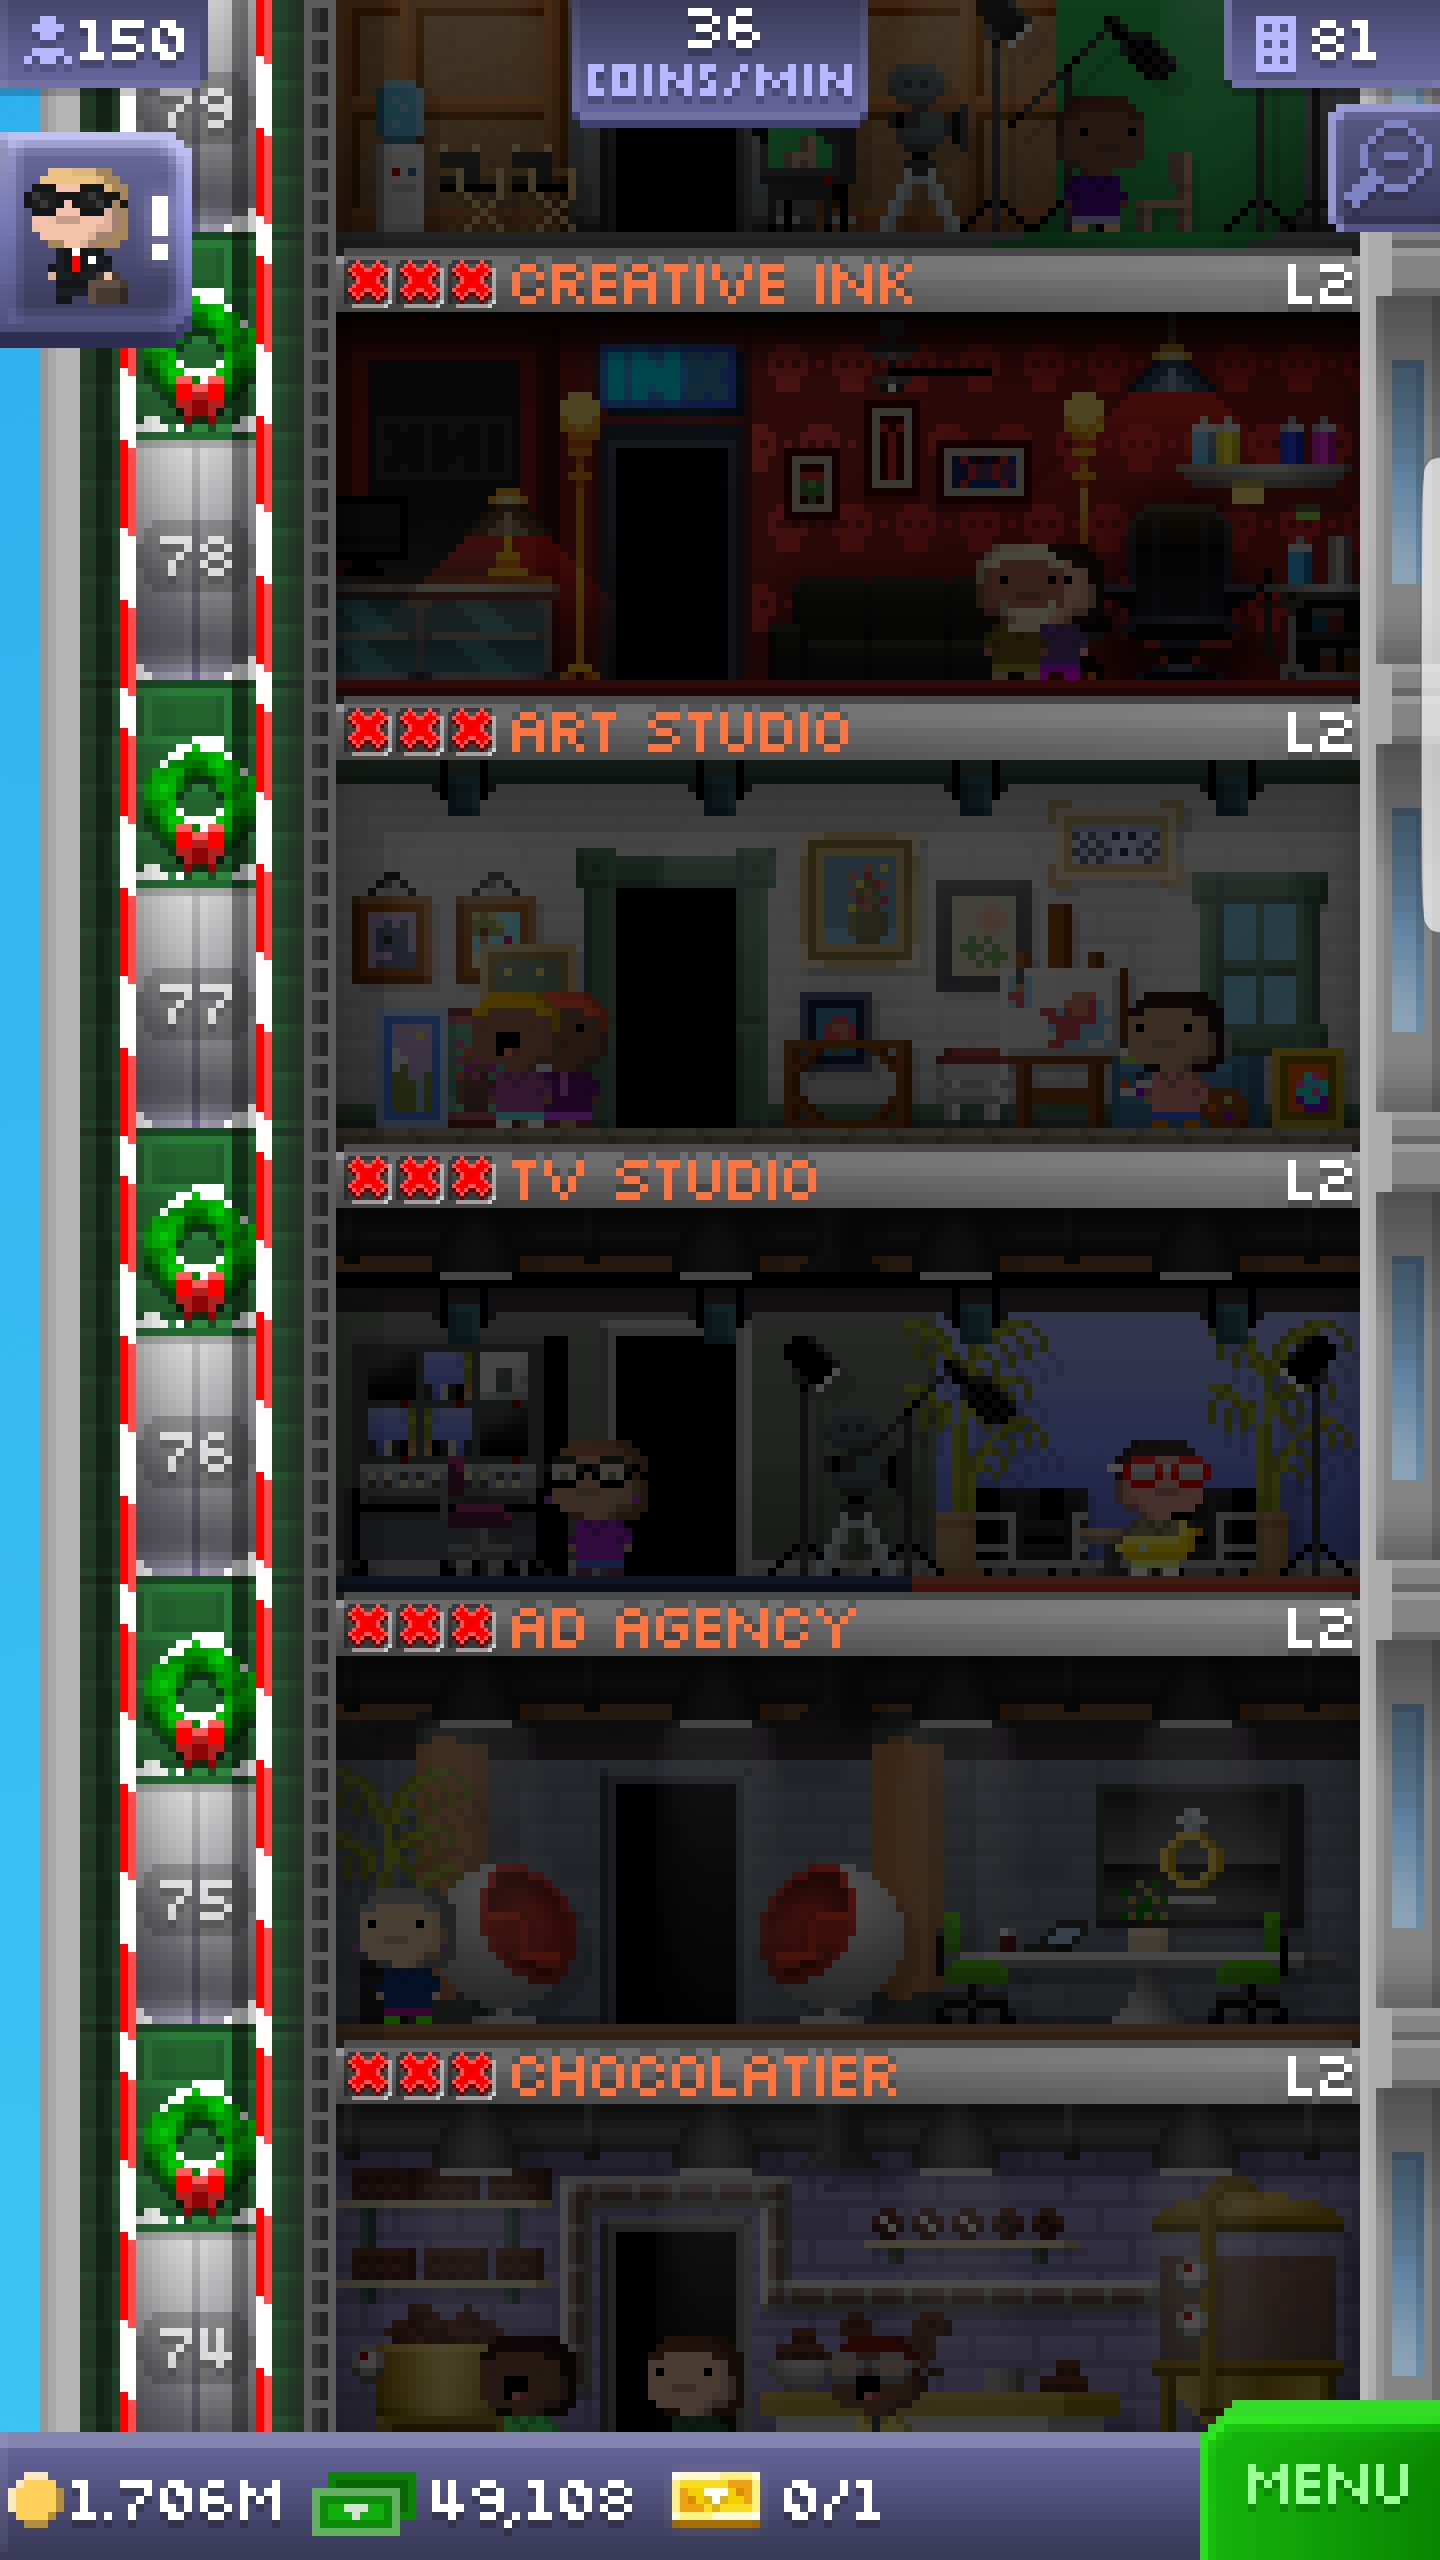 150
36
COINS/MIN
81
79
!
CREATIVE INK L2
INK
78
ART STUDIO L2
77
TV STUDIO L2
76
AD AGENCY L2
75
CHOCOLATIER L2
74
1.706M 49,108 0/1
MENU